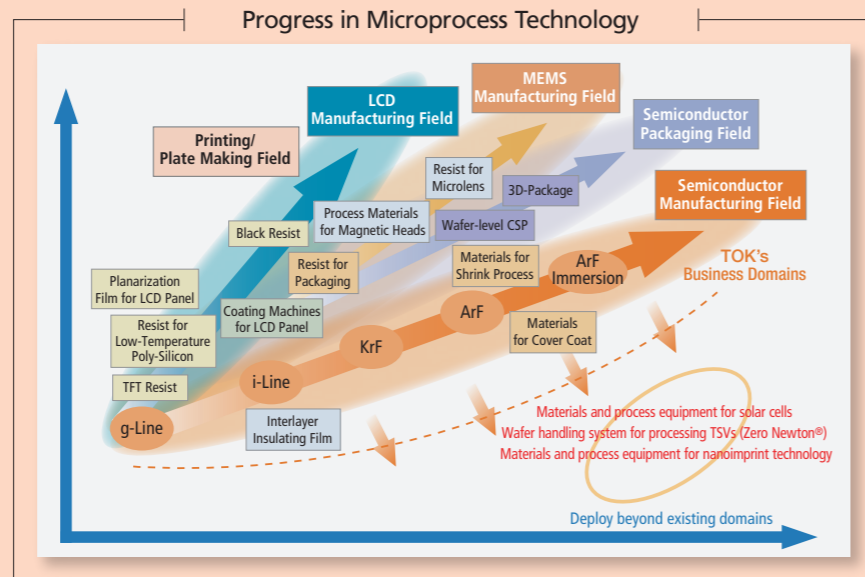 Progress in Microprocess Technology
MEMS
Manufacturing Field
LCD
Manufacturing Field
Semiconductor
Packaging Field
Printing/
Plate Making Field
Semiconductor
Manufacturing Field
Resist for
Microlens
3D-Package
Process Materials
for Magnetic Heads
Wafer-level CSP
Black Resist
TOK's
Business Domains
Materials for
Shrink Process
ArF
Immersion
Resist for
Packaging
Planarization
Film for LCD Panel
Coating Machines
for LCD Panel
ArF
Resist for
Low-Temperature
Poly-Silicon
Materials
for Cover Coat
KrF
TFT Resist
i-Line
g-Line
Interlayer
Insulating Film
Materials and process equipment for solar cells
Wafer handling system for processing TSVs (Zero Newton®)
Materials and process equipment for nanoimprint technology
Deploy beyond existing domains